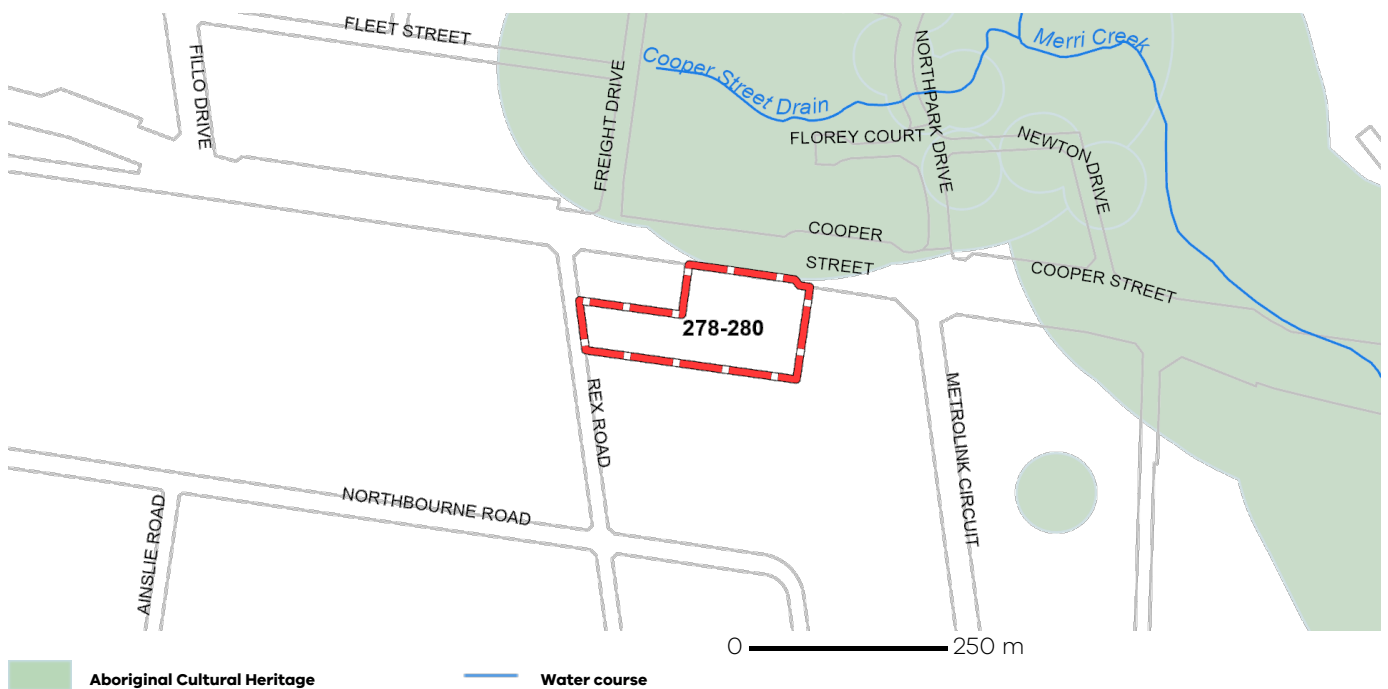 FLEET STREET
FILLO DRIVE
FREIGHT DRIVE
Cooper Street Drain
NORTHPARK DRIVE
Merri Creek
FLOREY COURT
NEWTON DRIVE
COOPER
STREET
COOPER STREET
278-280
REX ROAD
METROLINK CIRCUIT
NORTHBOURNE ROAD
AINSLIE ROAD
0 250 m
Aboriginal Cultural Heritage
Water course